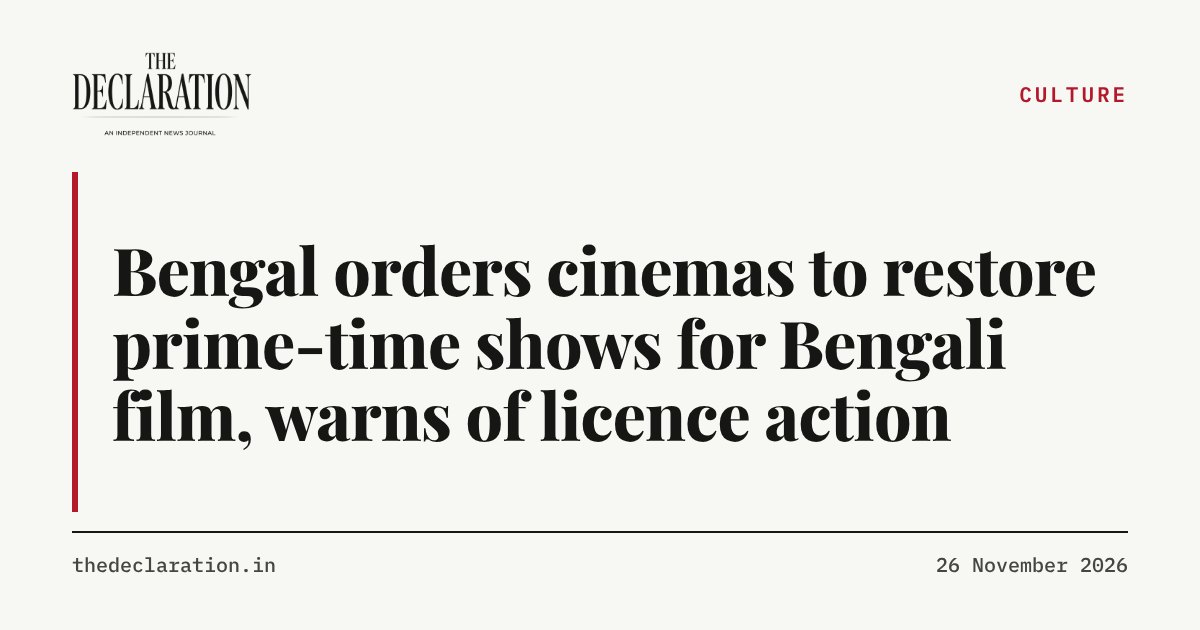 THE
DECLARATION
AN INDEPENDENT NEWS JOURNAL
CULTURE
Bengal orders cinemas to restore
prime-time shows for Bengali
film, warns of licence action
thedeclaration.in
26 November 2026